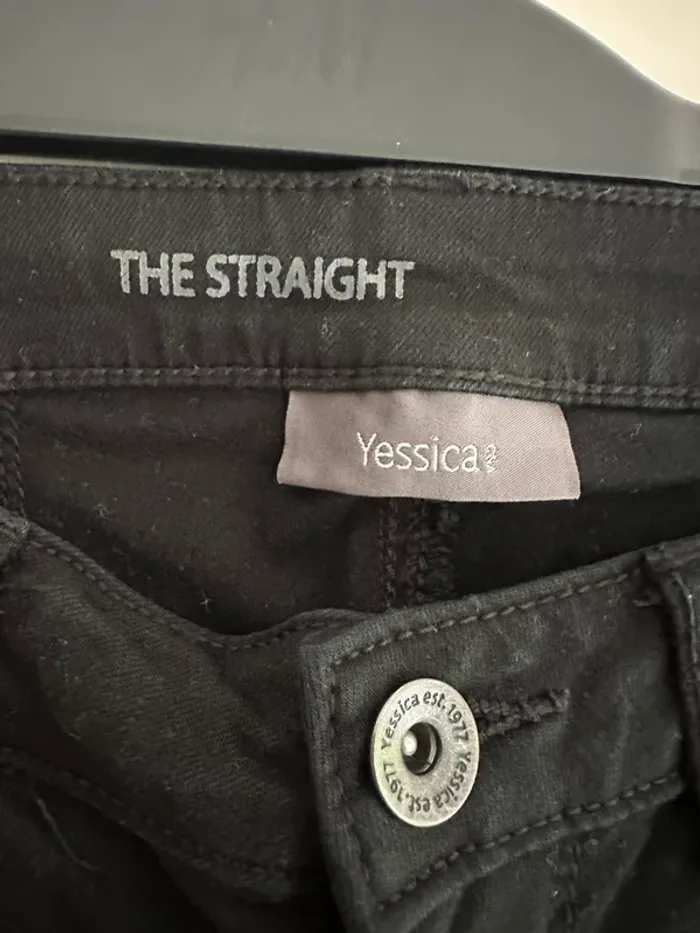 THE STRAIGHT
Yessica
Yessica est.1977 Yessica est.1977